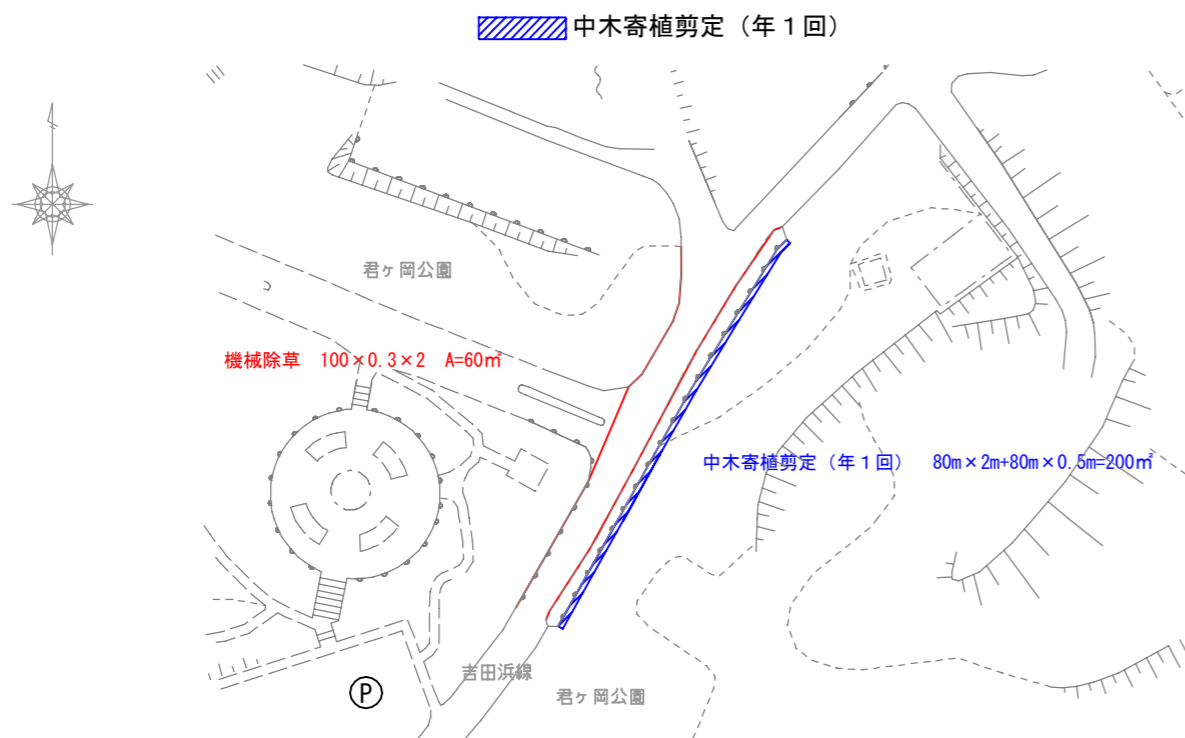 中木寄植剪定（年１回）
君ヶ岡公園
機械除草　100×0.3×2　A=60㎡
中木寄植剪定（年１回）　80m×2m+80m×0.5m=200㎡
吉田浜線
君ヶ岡公園
P